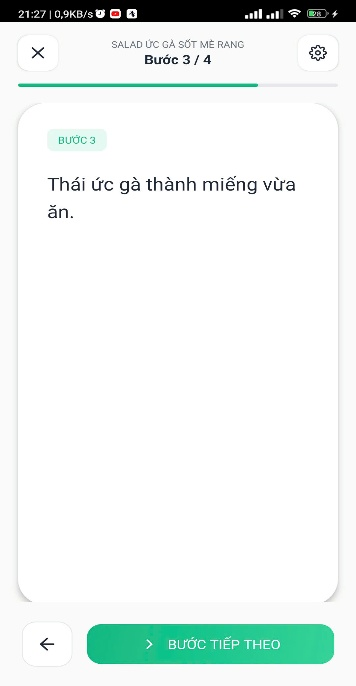 21:27 | 0,9KB/s
28
SALAD ỨC GÀ SỐT MÈ RANG
Bước 3 / 4
BƯỚC 3
Thái ức gà thành miếng vừa
ăn.
BƯỚC TIẾP THEO